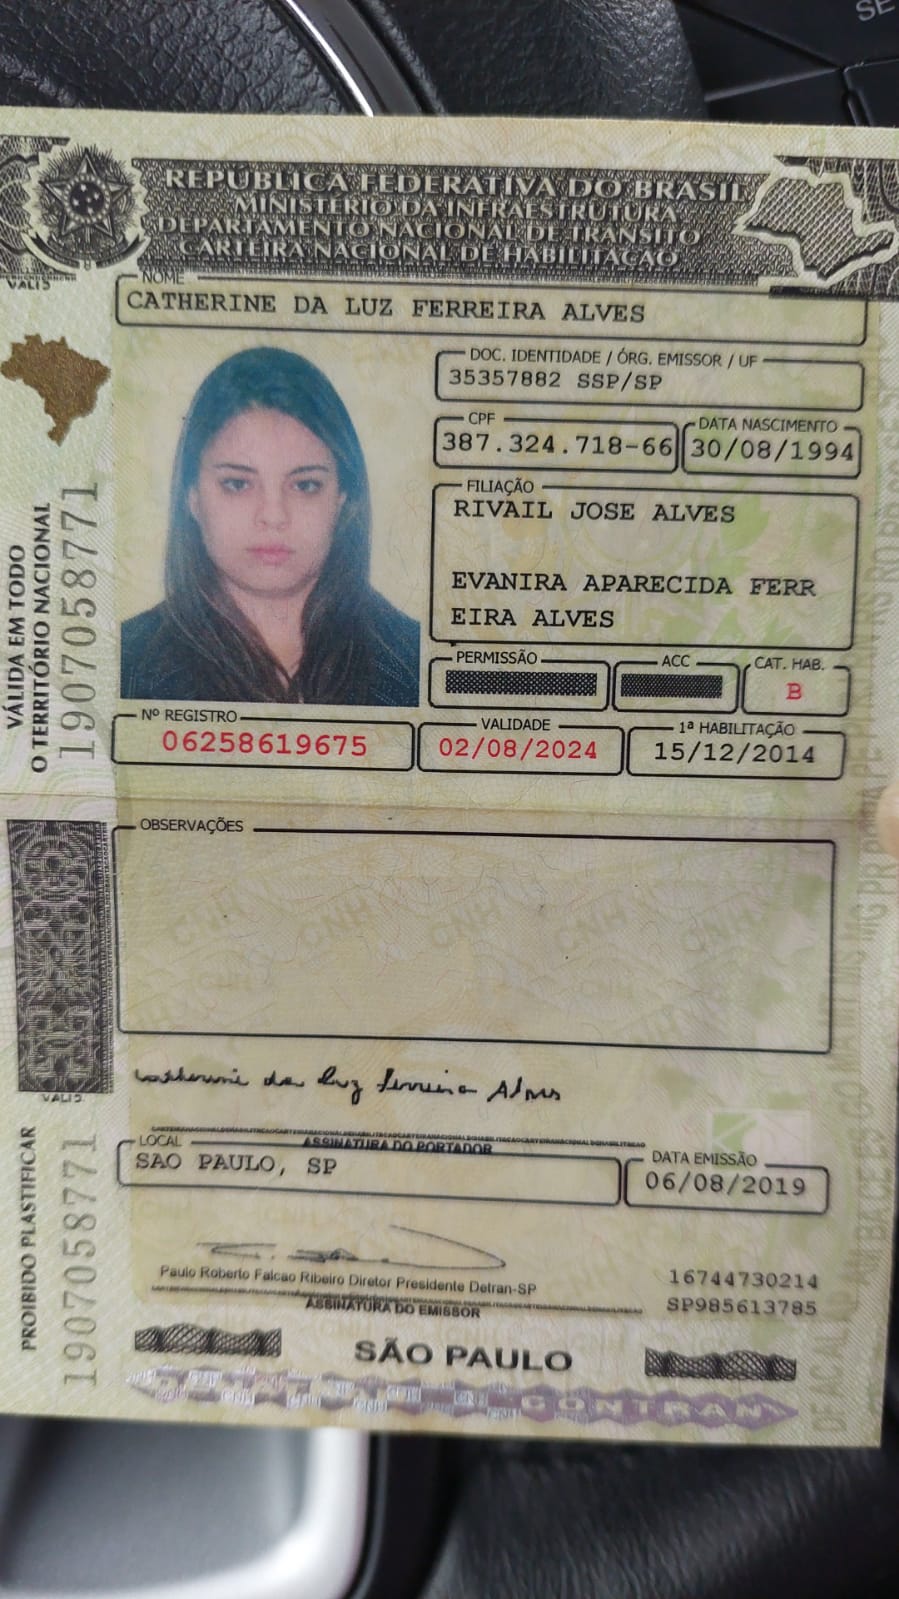 SE
REPÚBLICA FEDERATIVA DO BRASIL
MINISTÉRIO DA INFRAESTRUTURA
DEPARTAMENTO NACIONAL DE TRÂNSITO
CARTEIRA NACIONAL DE HABILITAÇÃO
NOME
CATHERINE DA LUZ FERREIRA ALVES
DOC. IDENTIDADE / ÓRG. EMISSOR / UF
35357882 SSP/SP
CPF
387.324.718-66
DATA NASCIMENTO
30/08/1994
FILIAÇÃO
RIVAIL JOSE ALVES
EVANIRA APARECIDA FERR
EIRA ALVES
PERMISSÃO
ACC
CAT. HAB.
B
Nº REGISTRO
06258619675
VALIDADE
02/08/2024
1ª HABILITAÇÃO
15/12/2014
VÁLIDA EM TODO
O TERRITÓRIO NACIONAL
1907058771
OBSERVAÇÕES
Catherine da Luz Ferreira Alves
ASSINATURA DO PORTADOR
LOCAL
SAO PAULO, SP
DATA EMISSÃO
06/08/2019
Paulo Roberto Falcao Ribeiro Diretor Presidente Detran-SP
ASSINATURA DO EMISSOR
16744730214
SP985613785
PROIBIDO PLASTIFICAR
1907058771
SÃO PAULO
CONTRAN